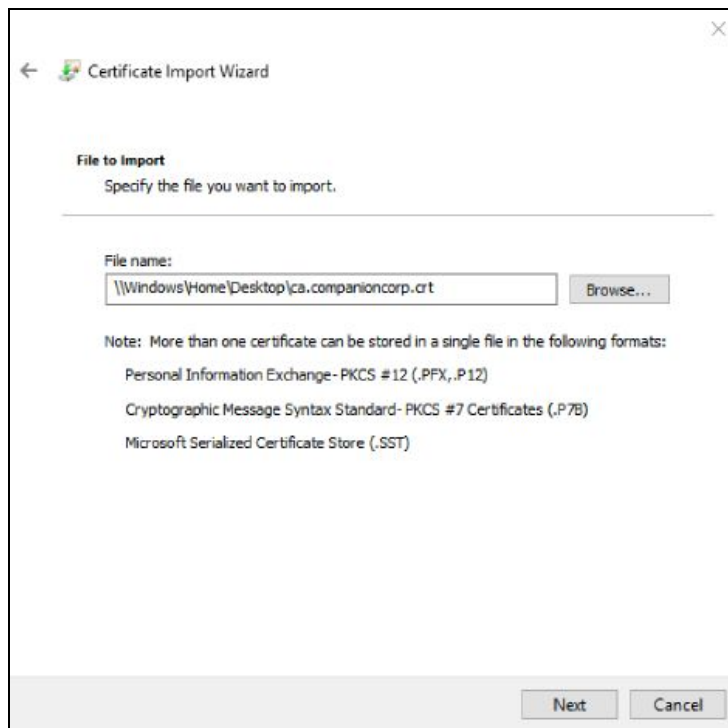 Certificate Import Wizard
File to Import
Specify the file you want to import.
File name:
\\Windows\Home\Desktop\ca.companioncorp.crt
Browse...
Note: More than one certificate can be stored in a single file in the following formats:
Personal Information Exchange- PKCS #12 (.PFX,.P12)
Cryptographic Message Syntax Standard- PKCS #7 Certificates (.P7B)
Microsoft Serialized Certificate Store (.SST)
Next
Cancel